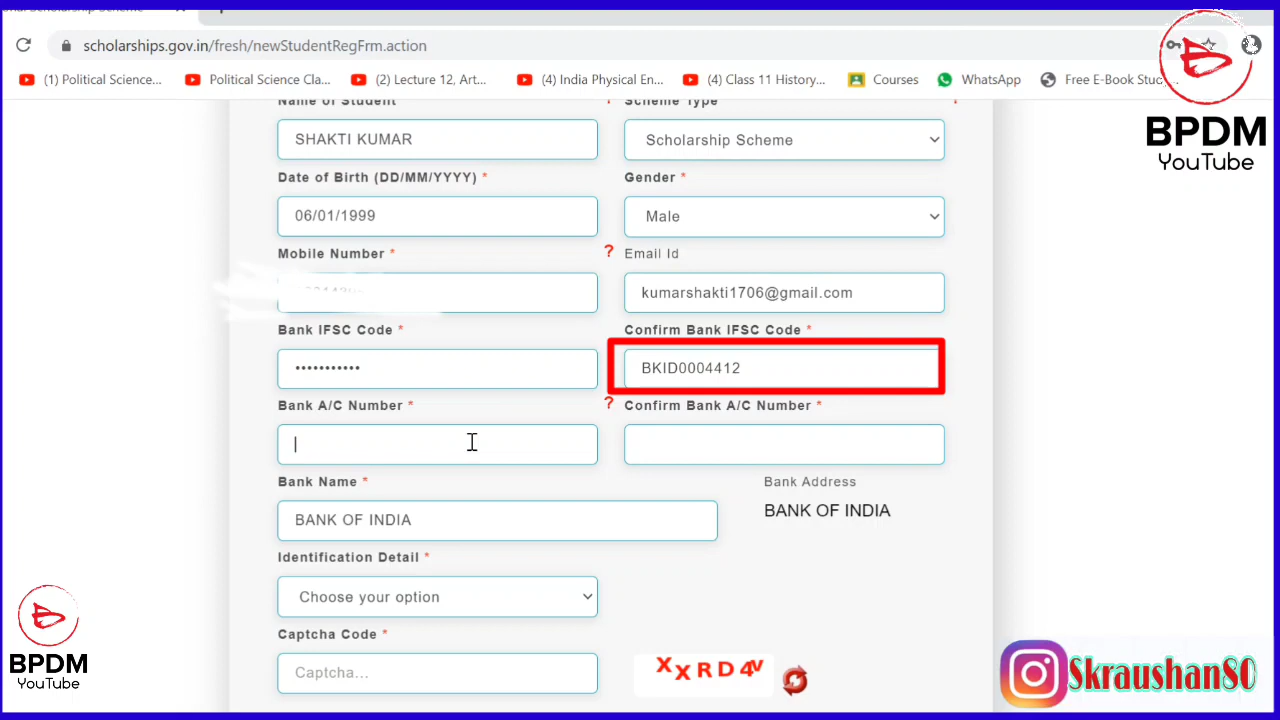 scholarships.gov.in/fresh/newStudentRegFrm.action
(1) Political Science... Political Science Cla... (2) Lecture 12, Art... (4) India Physical En... (4) Class 11 History... Courses WhatsApp Free E-Book
BPDM
YouTube
Name of Student Scheme Type
SHAKTI KUMAR Scholarship Scheme
Date of Birth (DD/MM/YYYY) * Gender *
06/01/1999 Male
Mobile Number * ? Email Id
kumarshakti1706@gmail.com
Bank IFSC Code * Confirm Bank IFSC Code *
••••••••••• BKID0004412
Bank A/C Number * ? Confirm Bank A/C Number *
Bank Name * Bank Address
BANK OF INDIA BANK OF INDIA
Identification Detail *
Choose your option
Captcha Code *
Captcha... XXRD4V
BPDM
YouTube
Skraushan80